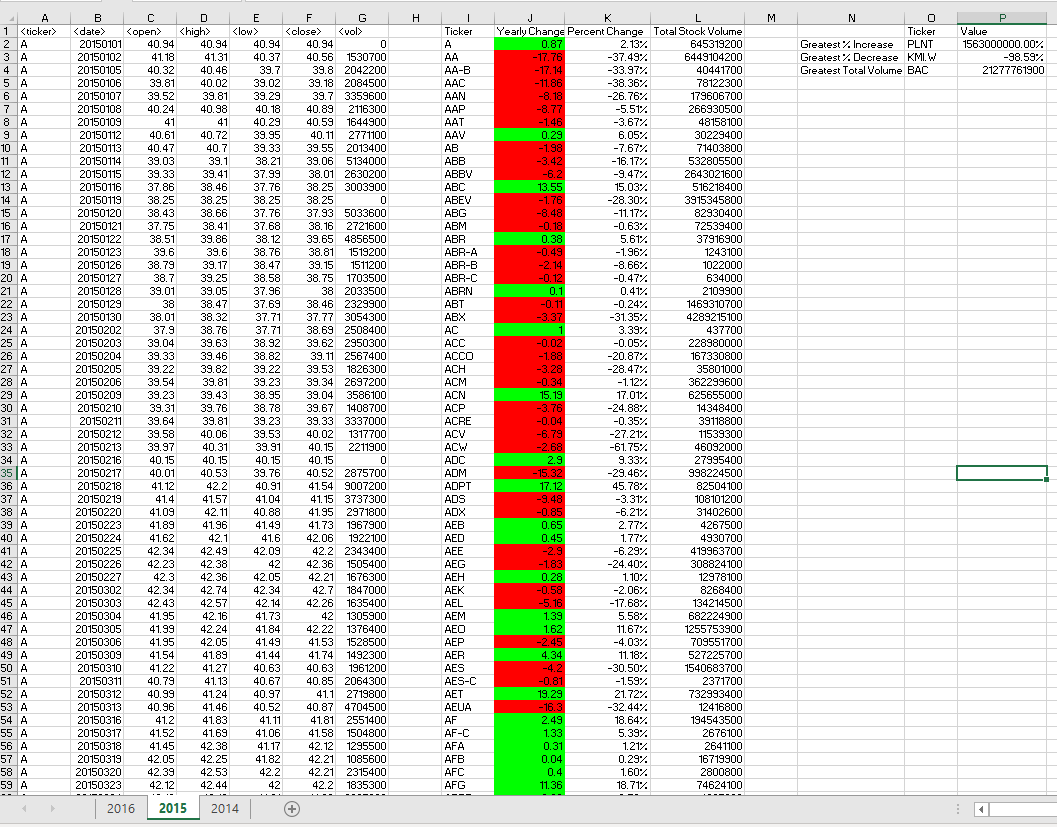 A B C D E F G H I J K L M N O P
1 <ticker> <date> <open> <high> <low> <close> <vol> Ticker Yearly Change Percent Change Total Stock Volume Ticker Value
2 A 20150101 40.94 40.94 40.94 40.94 0 A 0.87 2.13% 645319200 Greatest % Increase PLNT 1563000000.00%
3 A 20150102 41.18 41.31 40.37 40.56 1530700 AA -17.76 -37.49% 6449104200 Greatest % Decrease KMI.W -98.59%
4 A 20150105 40.32 40.46 39.7 39.8 2042200 AA-B -17.14 -33.97% 40441700 Greatest Total Volume BAC 21277761900
5 A 20150106 39.81 40.02 39.02 39.18 2084500 AAC -38.36% 78122300
6 A 20150107 39.52 39.81 39.29 39.7 3359600 AAN -8.18 -26.76% 179606700
7 A 20150108 40.24 40.98 40.18 40.89 2116300 AAP -8.77 -5.51% 266930500
8 A 20150109 41 41 40.29 40.59 1644900 AAT -1.46 -3.67% 48158100
9 A 20150112 40.61 40.72 39.95 40.11 2771100 AAV 0.29 6.05% 30229400
10 A 20150113 40.47 40.7 39.33 39.55 2013400 AB -1.98 -7.67% 71403800
11 A 20150114 39.03 39.1 38.21 39.06 5134000 ABB -3.42 -16.17% 532805500
12 A 20150115 39.33 39.41 37.99 38.01 2630200 ABBV -6.2 -9.47% 2643021600
13 A 20150116 37.86 38.46 37.76 38.25 3003900 ABC 13.55 15.03% 516218400
14 A 20150119 38.25 38.25 38.25 38.25 0 ABEV -1.76 -28.30% 3915345800
15 A 20150120 38.43 38.66 37.76 37.93 5033600 ABG -8.48 -11.17% 82930400
16 A 20150121 37.75 38.41 37.68 38.16 2721600 ABM -0.18 -0.63% 72539400
17 A 20150122 38.51 39.86 38.12 39.65 4856500 ABR 0.38 5.61% 37916900
18 A 20150123 39.6 39.6 38.76 38.81 1519200 ABR-A -0.49 -1.96% 1243100
19 A 20150126 38.79 39.17 38.47 39.15 1511200 ABR-B -2.14 -8.66% 1022000
20 A 20150127 38.7 39.25 38.56 38.75 1703500 ABR-C -0.12 -0.47% 634000
21 A 20150128 39.01 39.05 37.96 38 2033500 ABRN 0.1 0.41% 2109900
22 A 20150129 38 38.47 37.69 38.46 2329900 ABT -0.11 -0.24% 1469310700
23 A 20150130 38.01 38.32 37.71 37.77 3054300 ABX -3.37 -31.35% 4289215100
24 A 20150202 37.9 38.76 37.71 38.69 2508400 AC 1 3.39% 437700
25 A 20150203 39.04 39.63 38.92 39.62 2950300 ACC -0.02 -0.05% 228980000
26 A 20150204 39.33 39.46 38.82 39.11 2567400 ACCO -1.88 -20.87% 167330800
27 A 20150205 39.22 39.82 39.22 39.53 1826300 ACH -3.28 -28.47% 35801000
28 A 20150206 39.54 39.81 39.23 39.34 2697200 ACM -0.34 -1.12% 362299600
29 A 20150209 39.23 39.43 38.95 39.04 3586100 ACN 15.19 17.01% 625655000
30 A 20150210 39.31 39.76 38.78 39.67 1408700 ACP -3.76 -24.88% 14348400
31 A 20150211 39.64 39.81 39.23 39.33 3337000 ACRE -0.04 -0.35% 39118800
32 A 20150212 39.58 40.06 39.53 40.02 1317700 ACV -6.79 -27.21% 11539300
33 A 20150213 39.97 40.31 39.91 40.15 2211900 ACW -2.68 -61.75% 46092000
34 A 20150216 40.15 40.15 40.15 40.15 0 ADC 2.9 9.33% 27995400
35 A 20150217 40.01 40.53 39.76 40.52 2875700 ADM -15.32 -29.46% 998224500
36 A 20150218 41.12 42.2 40.91 41.54 9007200 ADPT 17.12 45.78% 82504100
37 A 20150219 41.4 41.57 41.04 41.15 3737300 ADS -9.48 -3.31% 108101200
38 A 20150220 41.09 42.11 40.88 41.95 2971800 ADX -0.85 -6.21% 31402600
39 A 20150223 41.89 41.96 41.49 41.73 1967900 AEB 0.65 2.77% 4267500
40 A 20150224 41.62 42.1 41.6 42.06 1922100 AED 0.45 1.77% 4930700
41 A 20150225 42.34 42.49 42.09 42.2 2343400 AEE -2.9 -6.29% 419963700
42 A 20150226 42.23 42.38 42 42.36 1505400 AEG -1.83 -24.40% 308824100
43 A 20150227 42.3 42.36 42.05 42.21 1676300 AEH 0.28 1.10% 12978100
44 A 20150302 42.34 42.74 42.34 42.7 1847000 AEK -0.58 -2.06% 8268400
45 A 20150303 42.43 42.57 42.14 42.26 1635400 AEL -5.16 -17.68% 134214500
46 A 20150304 41.95 42.16 41.73 42 1305900 AEM 1.39 5.58% 682224900
47 A 20150305 41.99 42.24 41.84 42.22 1376400 AEO 1.62 11.67% 1255753900
48 A 20150306 41.95 42.05 41.49 41.53 1528500 AEP -2.45 -4.03% 709551700
49 A 20150309 41.54 41.89 41.44 41.74 1492300 AER 4.34 11.18% 527225700
50 A 20150310 41.22 41.27 40.63 40.63 1961200 AES -4.2 -30.50% 1540683700
51 A 20150311 40.79 41.13 40.67 40.85 2064300 AES-C -0.81 -1.59% 2371700
52 A 20150312 40.99 41.24 40.97 41.1 2719800 AET 19.29 21.72% 732993400
53 A 20150313 40.96 41.46 40.52 40.87 4704500 AEUA -16.3 -32.44% 12416800
54 A 20150316 41.2 41.83 41.11 41.81 2551400 AF 2.49 18.64% 194543500
55 A 20150317 41.52 41.69 41.06 41.58 1504800 AF-C 1.33 5.39% 2676100
56 A 20150318 41.45 42.38 41.17 42.12 1295500 AFA 0.31 1.21% 2641100
57 A 20150319 42.05 42.25 41.82 42.21 1085600 AFB 0.04 0.29% 16719900
58 A 20150320 42.39 42.53 42.2 42.21 2315400 AFC 0.4 1.60% 2800800
59 A 20150323 42.12 42.44 42 42.2 1835300 AFG 11.36 18.71% 74624100
2016 2015 2014